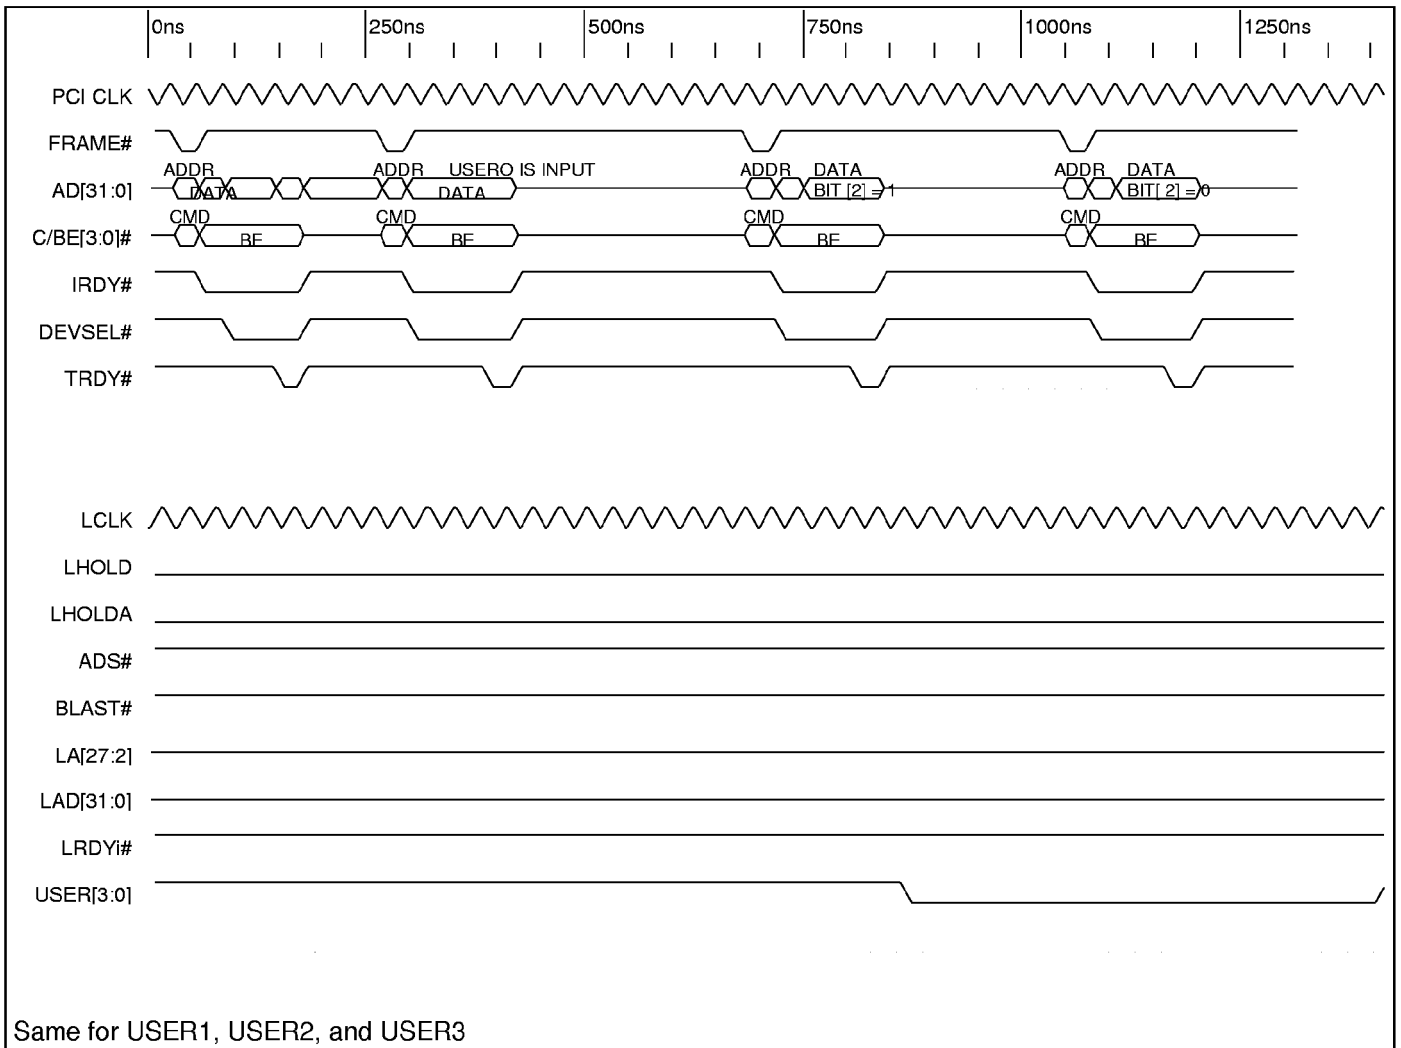 0ns 250ns 500ns 750ns 1000ns 1250ns
PCI CLK
FRAME#
ADDR ADDR USERO IS INPUT ADDR DATA ADDR DATA
AD[31:0] DATA DATA BIT [2] = 1 BIT[ 2] = 0
CMD CMD CMD CMD
C/BE[3:0]# BE BE BE BE
IRDY#
DEVSEL#
TRDY#
LCLK
LHOLD
LHOLDA
ADS#
BLAST#
LA[27:2]
LAD[31:0]
LRDYi#
USER[3:0]
Same for USER1, USER2, and USER3